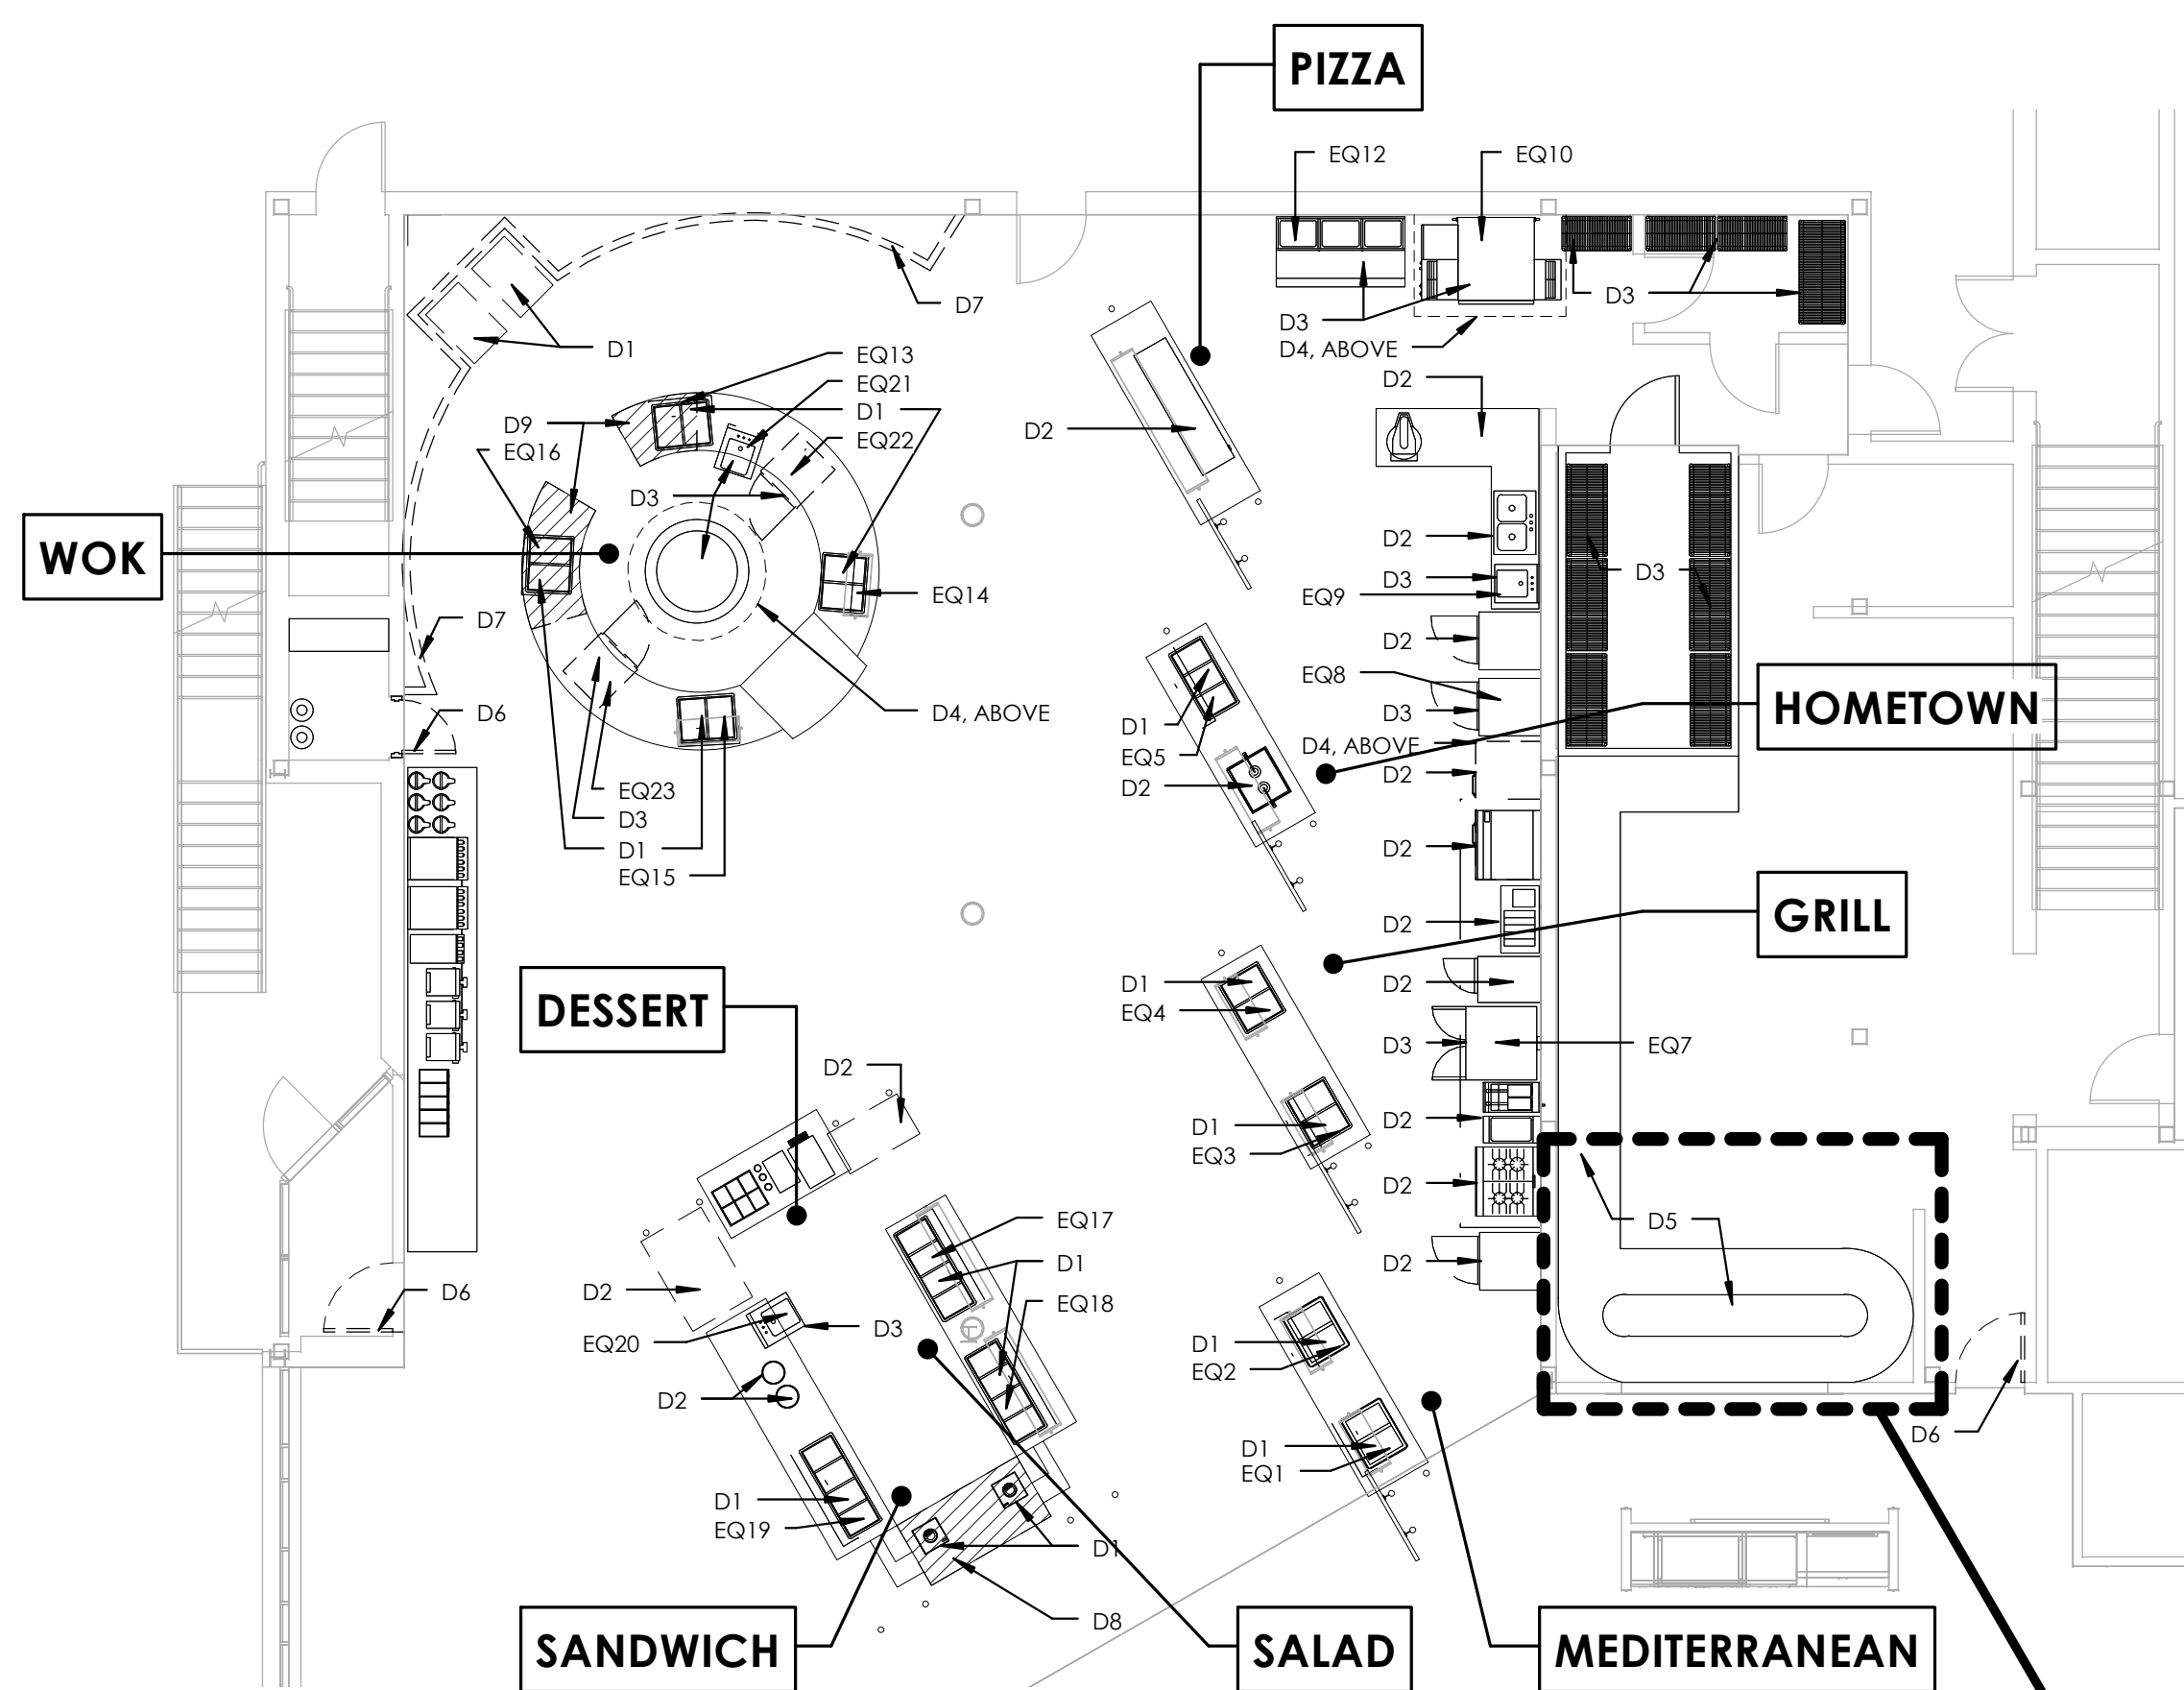 PIZZA
EQ12
EQ10
D7
D3
D4, ABOVE
D3
D1
EQ13
EQ21
D1
EQ22
D9
EQ16
D3
D2
D2
WOK
D2
D3
EQ9
D3
EQ14
D7
D2
EQ8
D3
D6
D4, ABOVE
D1
EQ5
D4, ABOVE
D2
D2
HOMETOWN
EQ23
D3
D1
EQ15
D2
GRILL
D2
DESSERT
D1
EQ4
D2
D3
EQ7
D2
D1
EQ3
D2
D2
D5
EQ17
D1
EQ18
D2
D2
D6
EQ20
D3
D1
EQ2
D2
D6
D1
EQ1
D1
EQ19
D1
D8
SANDWICH
SALAD
MEDITERRANEAN